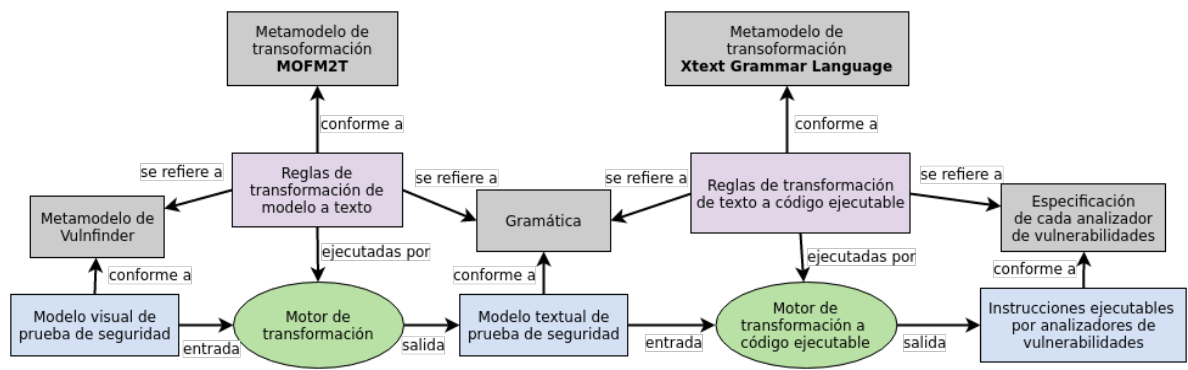 Metamodelo de
transoformación
MOFM2T
Metamodelo de
transoformación
Xtext Grammar Language
conforme a
conforme a
se refiere a
Reglas de
transformación de
modelo a texto
se refiere a
se refiere a
Reglas de transformación
de texto a código ejecutable
se refiere a
Metamodelo de
Vulnfinder
Gramática
Especificación
de cada analizador
de vulnerabilidades
ejecutadas por
ejecutadas por
conforme a
conforme a
conforme a
Modelo visual de
prueba de seguridad
entrada
Motor de
transformación
salida
Modelo textual de
prueba de seguridad
entrada
Motor de
transformación a
código ejecutable
salida
Instrucciones ejecutables
por analizadores de
vulnerabilidades